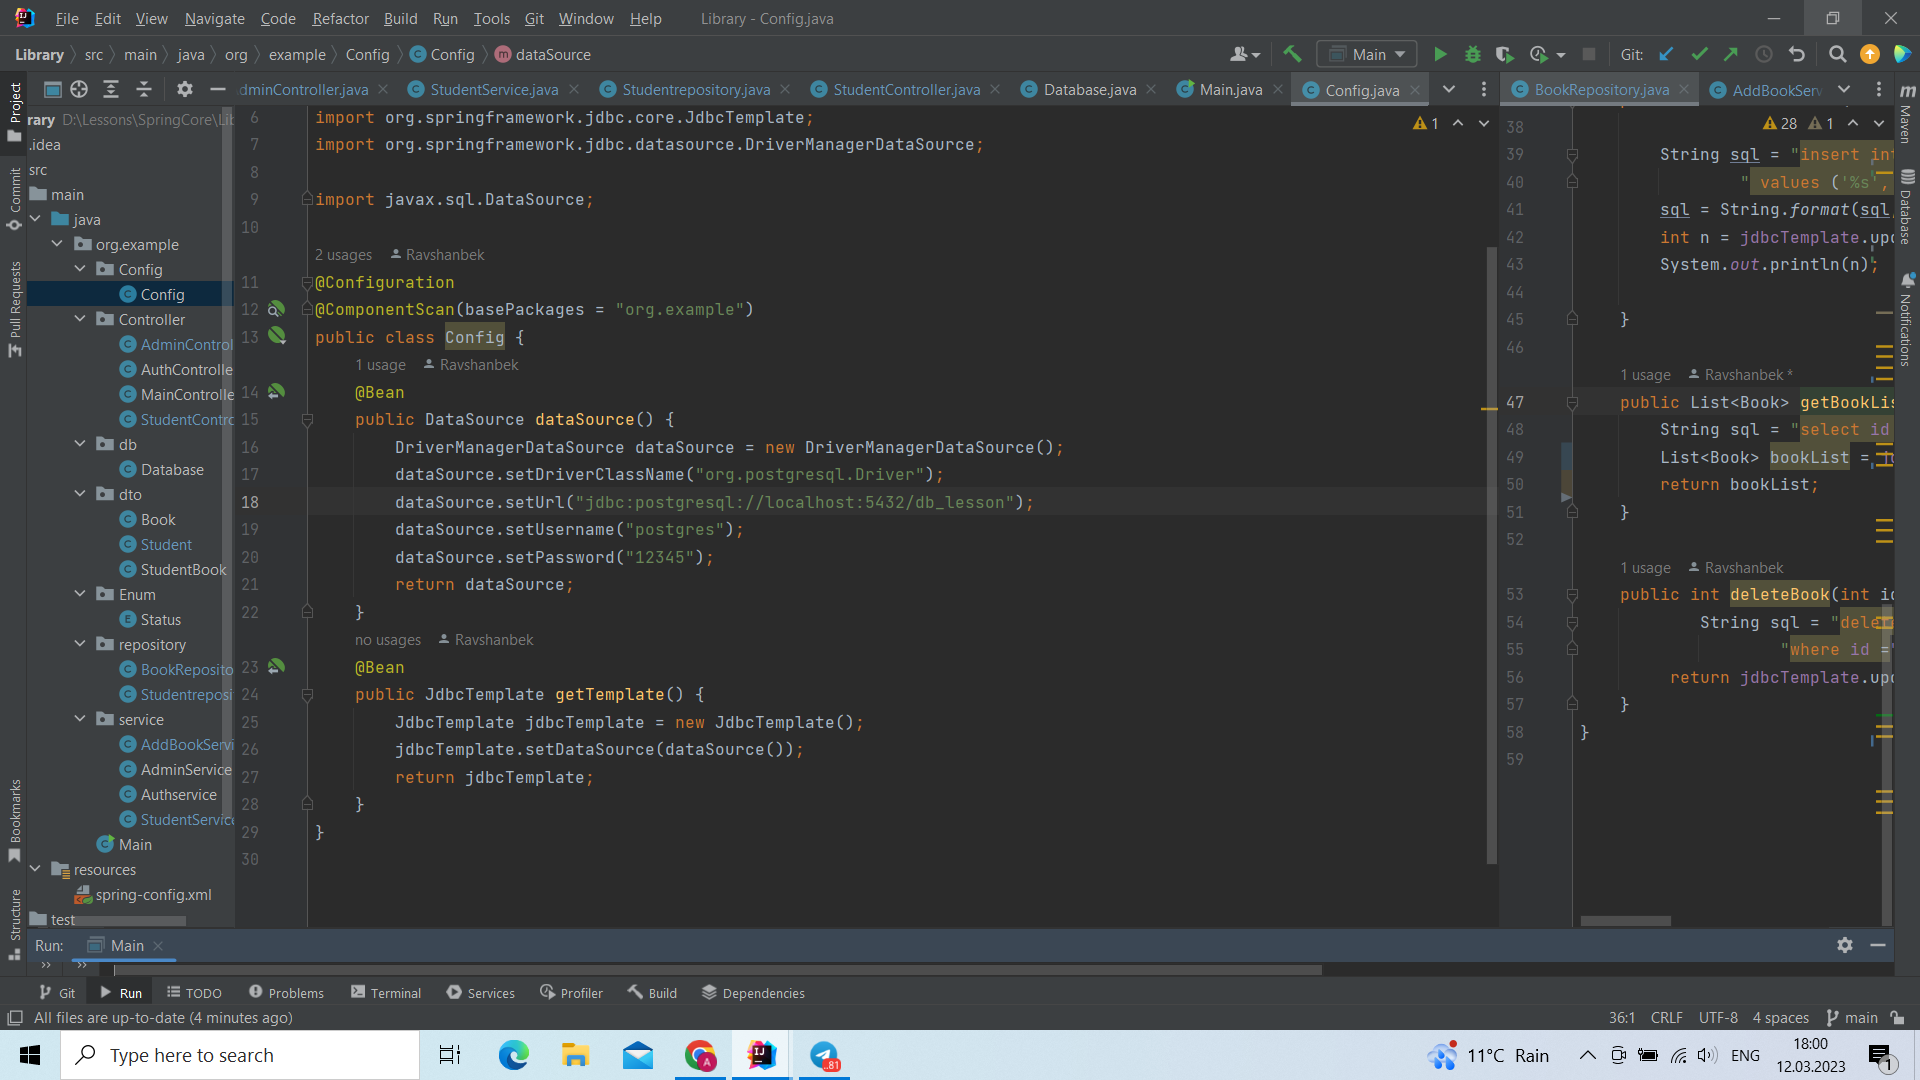 File Edit View Navigate Code Refactor Build Run Tools Git Window Help Library - Config.java
Library src main java org example Config Config dataSource
Main Git:
Project
Commit
Pull Requests
Bookmarks
Structure
dminController.java StudentService.java Studentrepository.java StudentController.java Database.java Main.java Config.java
BookRepository.java AddBookServ
rary D:\Lessons\SpringCore\Lib
.idea
src
main
java
org.example
Config
Config
Controller
AdminControl
AuthControlle
MainControlle
StudentContro
db
Database
dto
Book
Student
StudentBook
Enum
Status
repository
BookReposito
Studentreposi
service
AddBookServi
AdminService
Authservice
StudentService
Main
resources
spring-config.xml
test
1
6 import org.springframework.jdbc.core.JdbcTemplate;
7 import org.springframework.jdbc.datasource.DriverManagerDataSource;
8
9 import javax.sql.DataSource;
10
2 usages Ravshanbek
11 @Configuration
12 @ComponentScan(basePackages = "org.example")
13 public class Config {
1 usage Ravshanbek
14 @Bean
15 public DataSource dataSource() {
16 DriverManagerDataSource dataSource = new DriverManagerDataSource();
17 dataSource.setDriverClassName("org.postgresql.Driver");
18 dataSource.setUrl("jdbc:postgresql://localhost:5432/db_lesson");
19 dataSource.setUsername("postgres");
20 dataSource.setPassword("12345");
21 return dataSource;
22 }
no usages Ravshanbek
23 @Bean
24 public JdbcTemplate getTemplate() {
25 JdbcTemplate jdbcTemplate = new JdbcTemplate();
26 jdbcTemplate.setDataSource(dataSource());
27 return jdbcTemplate;
28 }
29 }
30
28 1
38
39 String sql = "insert int
40 " values ('%s',
41 sql = String.format(sql,
42 int n = jdbcTemplate.upd
43 System.out.println(n);
44
45 }
46
1 usage Ravshanbek *
47 public List<Book> getBookLis
48 String sql = "select id
49 List<Book> bookList = j
50 return bookList;
51 }
52
1 usage Ravshanbek
53 public int deleteBook(int id
54 String sql = "delet
55 "where id ="
56 return jdbcTemplate.upd
57 }
58 }
59
m
Maven
Database
Notifications
Run: Main
Git Run TODO Problems Terminal Services Profiler Build Dependencies
All files are up-to-date (4 minutes ago)
36:1 CRLF UTF-8 4 spaces main
Type here to search
A
IJ
..81
11°C Rain
ENG
18:00
12.03.2023
1